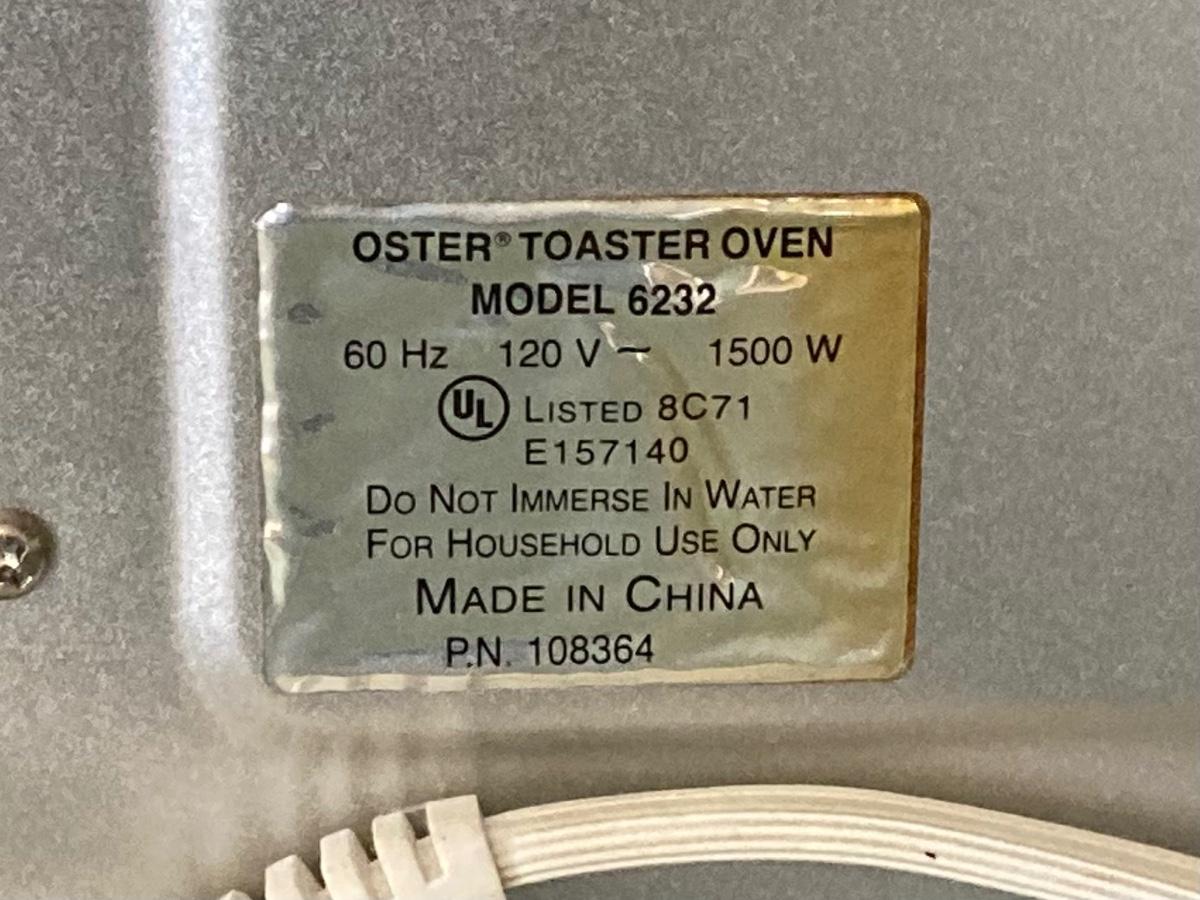 OSTER® TOASTER OVEN
MODEL 6232
60 Hz 120 V ~ 1500 W
UL LISTED 8C71
E157140
DO NOT IMMERSE IN WATER
FOR HOUSEHOLD USE ONLY
MADE IN CHINA
P.N. 108364